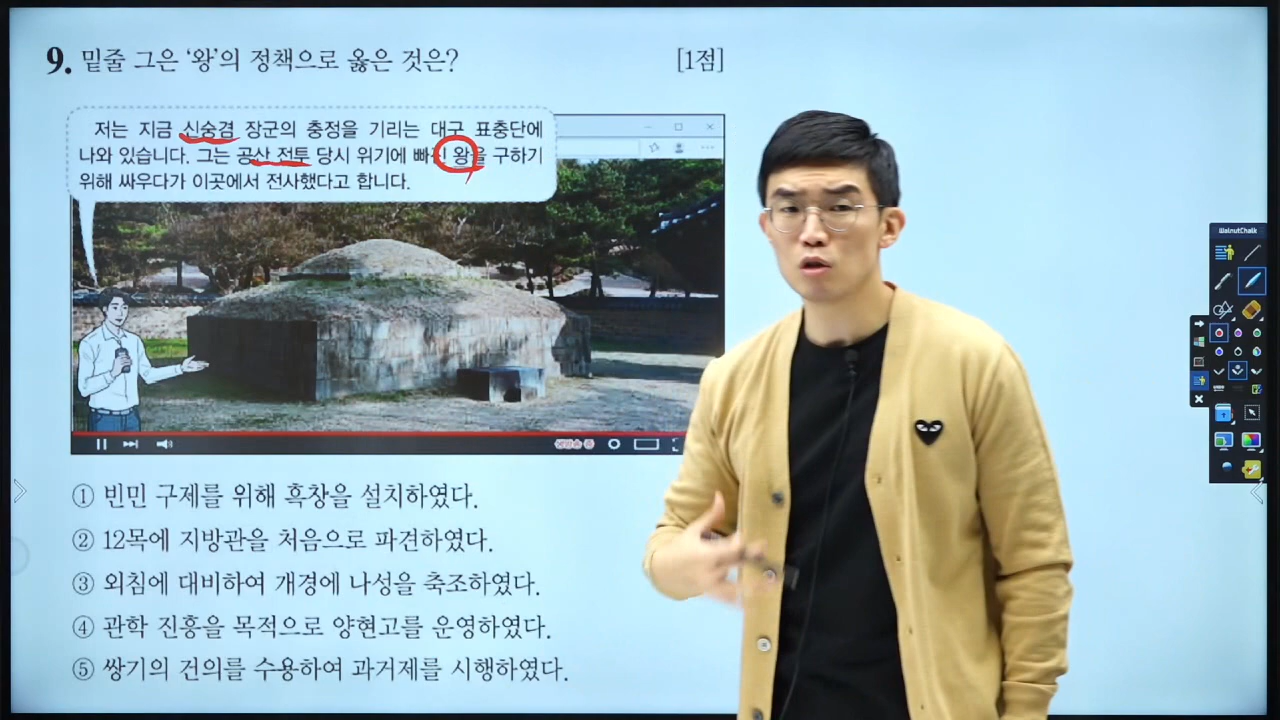 9. 밑줄 그은 ‘왕’의 정책으로 옳은 것은? [1점]
저는 지금 신숭겸 장군의 충정을 기리는 대구 표충단에
나와 있습니다. 그는 공산 전투 당시 위기에 빠진 왕을 구하기
위해 싸우다가 이곳에서 전사했다고 합니다.
① 빈민 구제를 위해 흑창을 설치하였다.
② 12목에 지방관을 처음으로 파견하였다.
③ 외침에 대비하여 개경에 나성을 축조하였다.
④ 관학 진흥을 목적으로 양현고를 운영하였다.
⑤ 쌍기의 건의를 수용하여 과거제를 시행하였다.
WalnutChalk